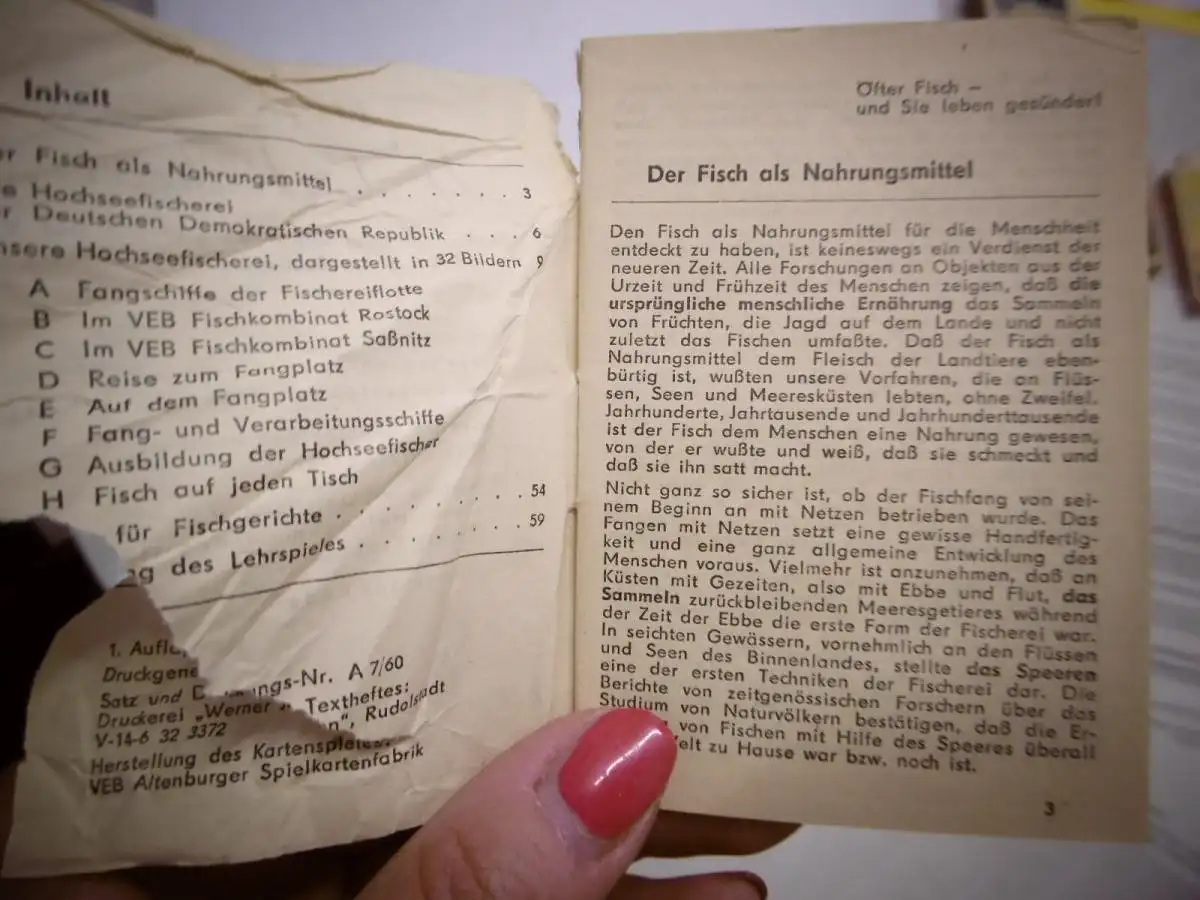 Inhalt
Fisch als Nahrungsmittel . . . . . . . 3
Hochseefischerei
Deutschen Demokratischen Republik . . . 6
Hochseefischerei, dargestellt in 32 Bildern 9
A Fangschiffe der Fischereiflotte
B Im VEB Fischkombinat Rostock
C Im VEB Fischkombinat Saßnitz
D Reise zum Fangplatz
E Auf dem Fangplatz
F Fang- und Verarbeitungsschiffe
G Ausbildung der Hochseefischer
H Fisch auf jeden Tisch
für Fischgerichte . . . . . . . . 54
des Lehrspieles . . . . . . . 59
1.
A 7/60
Satz und Textheftes:
Druckerei „Werner Rudolstadt
V-14-6 32 3372
Herstellung des
VEB Altenburger Spielkartenfabrik
Öfter Fisch –
und Sie leben gesünder!
Der Fisch als Nahrungsmittel
Den Fisch als Nahrungsmittel für die Menschheit
entdeckt zu haben, ist keineswegs ein Verdienst der
neueren Zeit. Alle Forschungen an Objekten aus der
Urzeit und Frühzeit des Menschen zeigen, daß die
ursprüngliche menschliche Ernährung das Sammeln
von Früchten, die Jagd auf dem Lande und nicht
zuletzt das Fischen umfaßte. Daß der Fisch als
Nahrungsmittel dem Fleisch der Landtiere eben-
bürtig ist, wußten unsere Vorfahren, die an Flüs-
sen, Seen und Meeresküsten lebten, ohne Zweifel.
Jahrhunderte, Jahrtausende und Jahrhunderttausende
ist der Fisch dem Menschen eine Nahrung gewesen,
von der er wußte und weiß, daß sie schmeckt und
daß sie ihn satt macht.
Nicht ganz so sicher ist, ob der Fischfang von sei-
nem Beginn an mit Netzen betrieben wurde. Das
Fangen mit Netzen setzt eine gewisse Handfertig-
keit und eine ganz allgemeine Entwicklung des
Menschen voraus. Vielmehr ist anzunehmen, daß an
Küsten mit Gezeiten, also mit Ebbe und Flut, das
Sammeln zurückbleibenden Meeresgetieres während
der Zeit der Ebbe die erste Form der Fischerei war.
In seichten Gewässern, vornehmlich an den Flüssen
und Seen des Binnenlandes, stellte das Speeren
eine der ersten Techniken der Fischerei dar. Die
Berichte von zeitgenössischen Forschern über das
Studium von Naturvölkern bestätigen, daß die Er-
von Fischen mit Hilfe des Speeres überall
Welt zu Hause war bzw. noch ist.
3